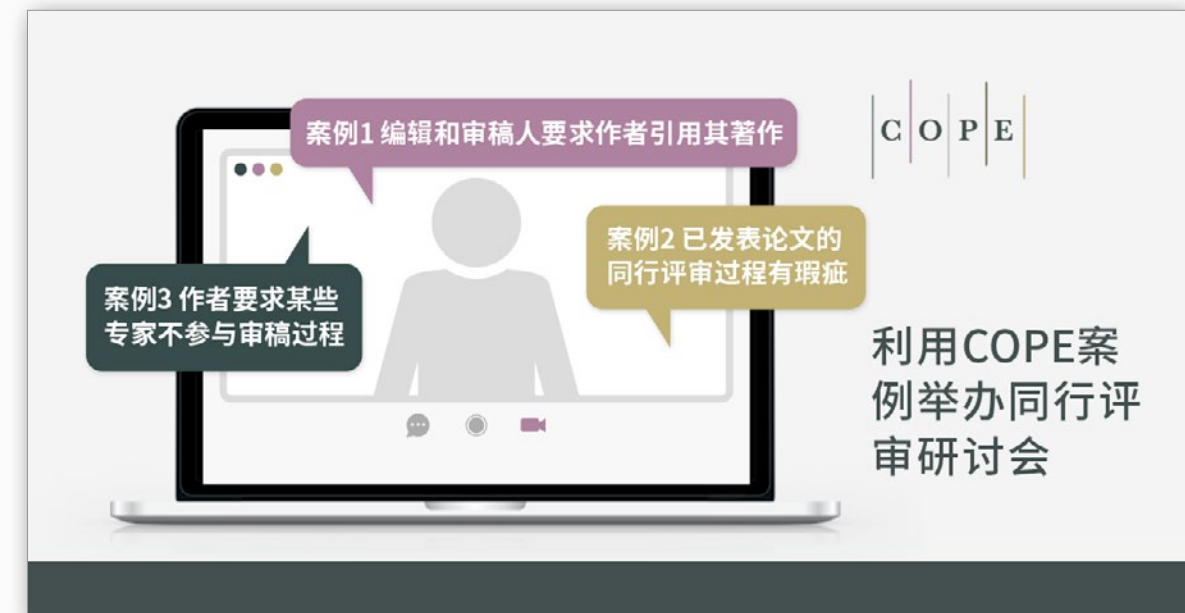 案例1 编辑和审稿人要求作者引用其著作
COPE
案例2 已发表论文的
同行评审过程有瑕疵
案例3 作者要求某些
专家不参与审稿过程
利用COPE案
例举办同行评
审研讨会